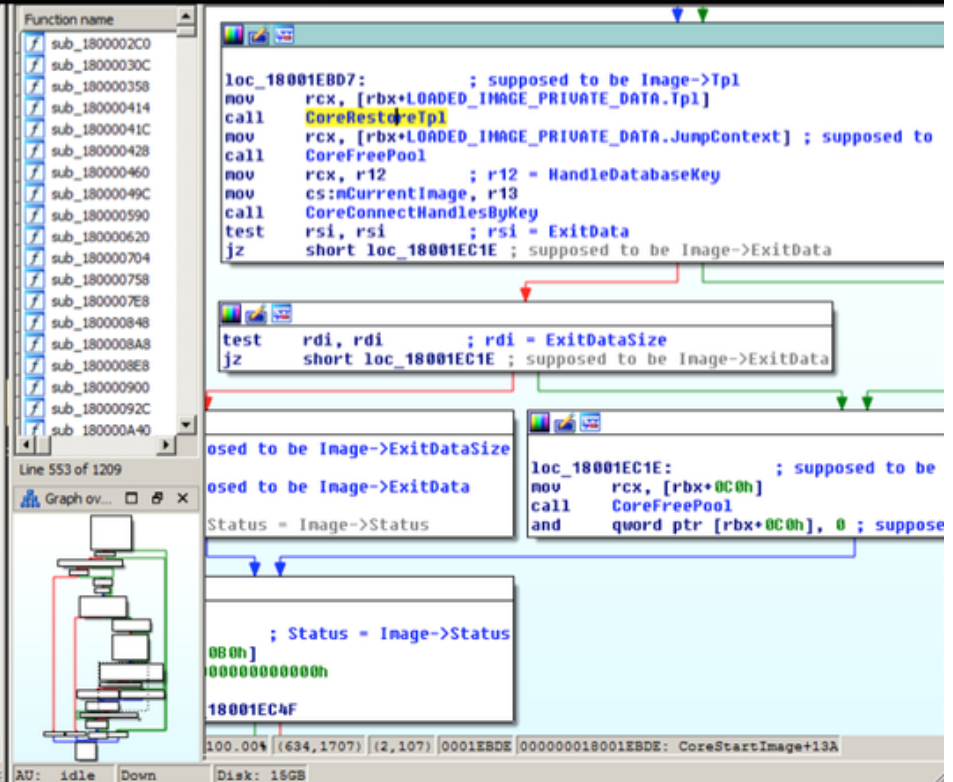 Function name
sub_1800002C0
sub_18000030C
sub_180000358
sub_180000414
sub_18000041C
sub_180000428
sub_180000460
sub_18000049C
sub_180000590
sub_180000620
sub_180000704
sub_180000758
sub_1800007E8
sub_180000848
sub_1800008A8
sub_1800008E8
sub_180000900
sub_18000092C
sub_180000A40
Line 553 of 1209
Graph ov...
loc_18001EBD7: ; supposed to be Image->Tpl
mov rcx, [rbx+LOADED_IMAGE_PRIVATE_DATA.Tpl]
call CoreRestoreTpl
mov rcx, [rbx+LOADED_IMAGE_PRIVATE_DATA.JumpContext] ; supposed to
call CoreFreePool
mov rcx, r12 ; r12 = HandleDatabaseKey
mov cs:mCurrentImage, r13
call CoreConnectHandlesByKey
test rsi, rsi ; rsi = ExitData
jz short loc_18001EC1E ; supposed to be Image->ExitData
test rdi, rdi ; rdi = ExitDataSize
jz short loc_18001EC1E ; supposed to be Image->ExitData
osed to be Image->ExitDataSize
osed to be Image->ExitData
Status = Image->Status
loc_18001EC1E: ; supposed to be
mov rcx, [rbx+0C0h]
call CoreFreePool
and qword ptr [rbx+0C0h], 0 ; suppose
; Status = Image->Status
0B0h]
000000000000h
18001EC4F
100.00% (634,1707) (2,107) 0001EBDE 000000018001EBDE: CoreStartImage+13A
AU: idle Down Disk: 15GB